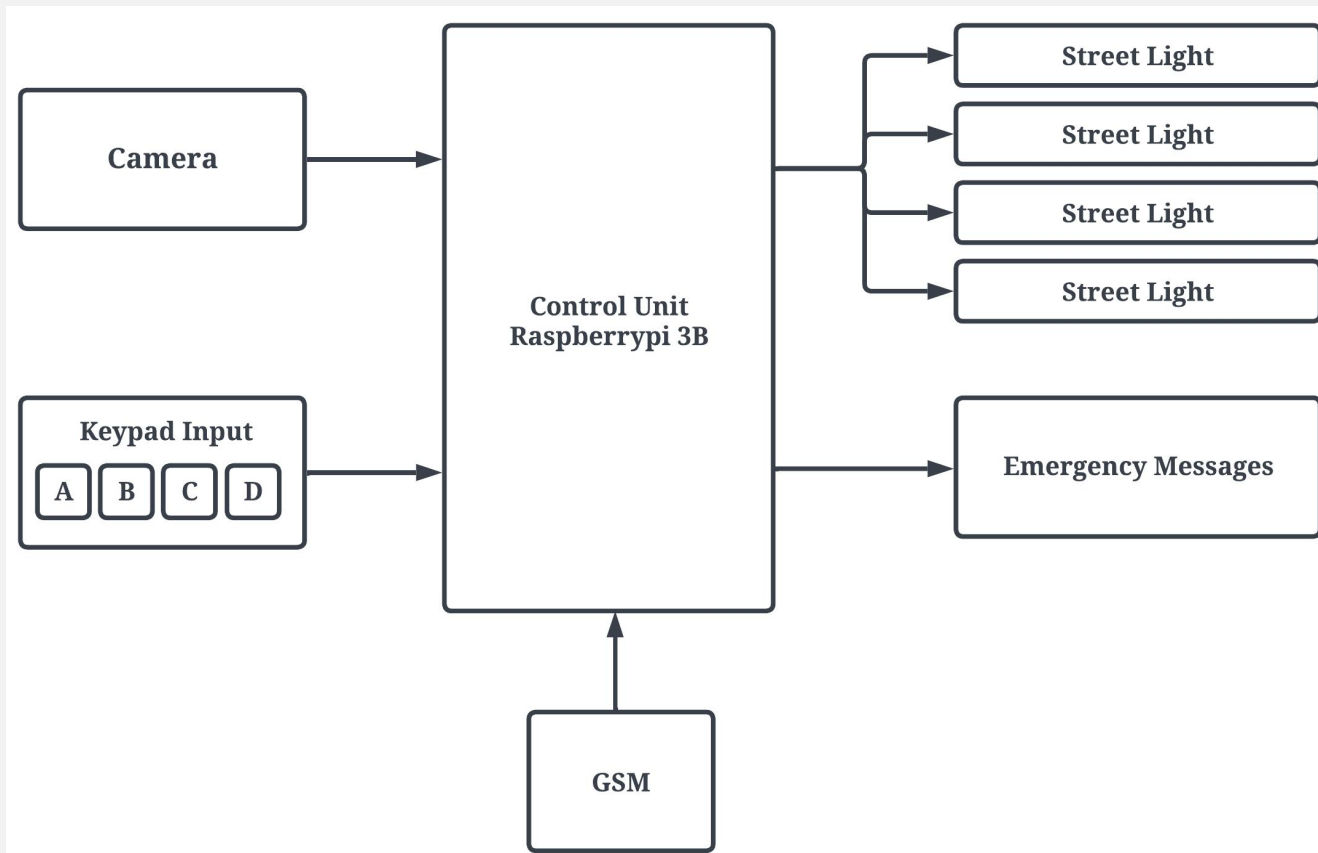 Camera
Keypad Input
A B C D
Control Unit
Raspberrypi 3B
GSM
Street Light
Street Light
Street Light
Street Light
Emergency Messages